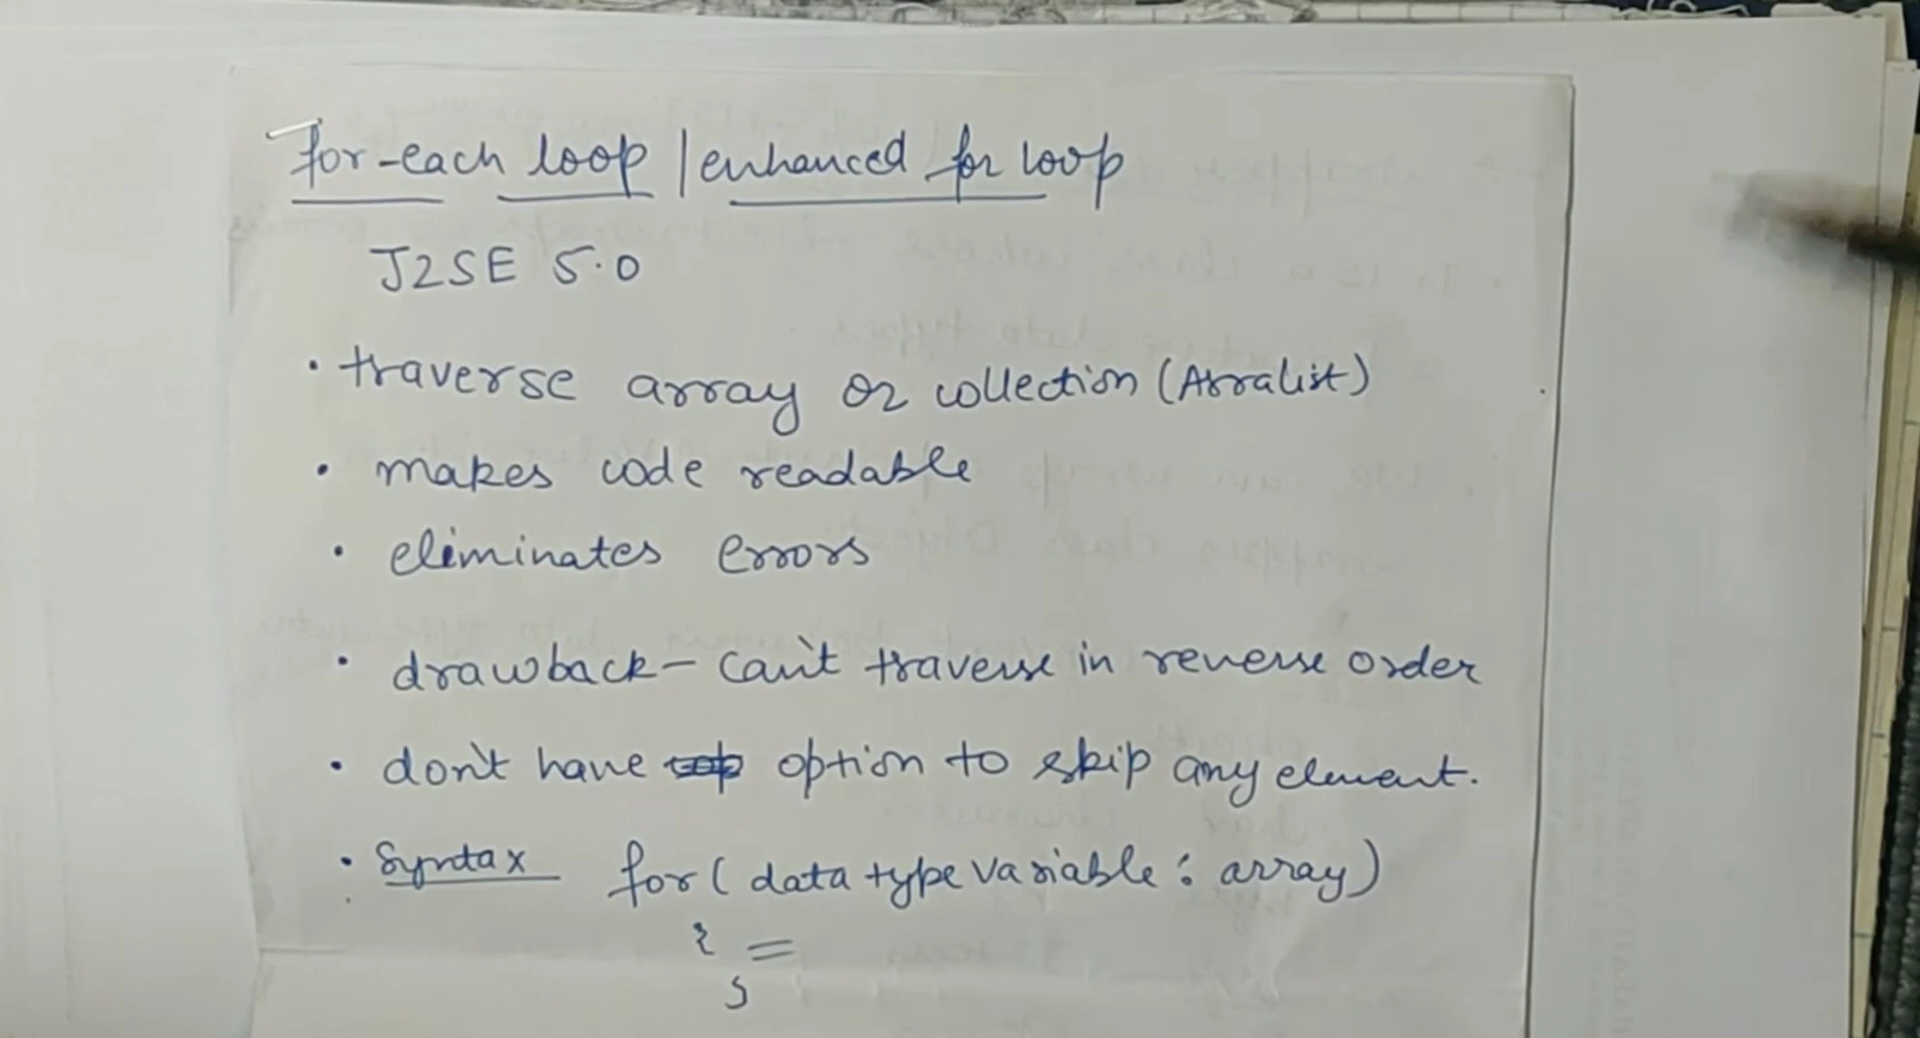 for-each loop | enhanced for loop
J2SE 5.0
• traverse array or collection (Arralist)
• makes code readable
• eliminates errors
• drawback - can't traverse in reverse order
• don't have option to skip any element.
• Syntax for( data type variable : array)
{ =
}